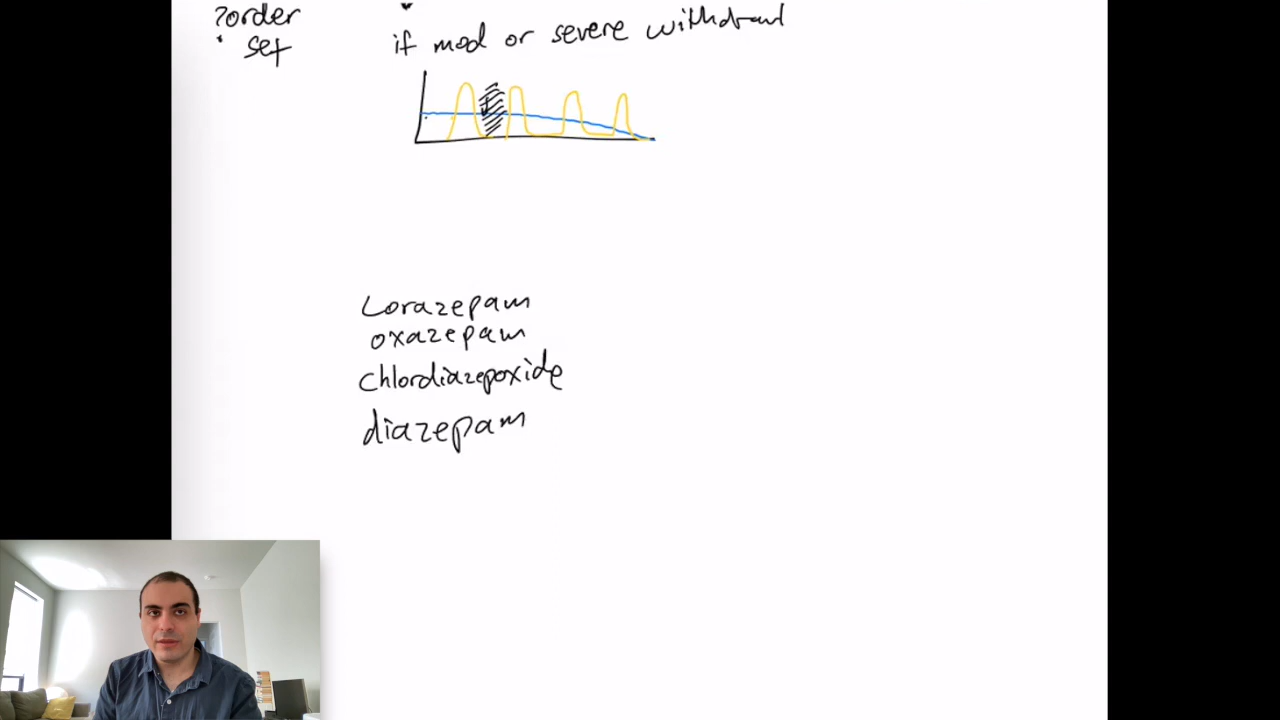 ?order
set
if mod or severe withdrawl
Lorazepam
oxazepam
chlordiazepoxide
diazepam